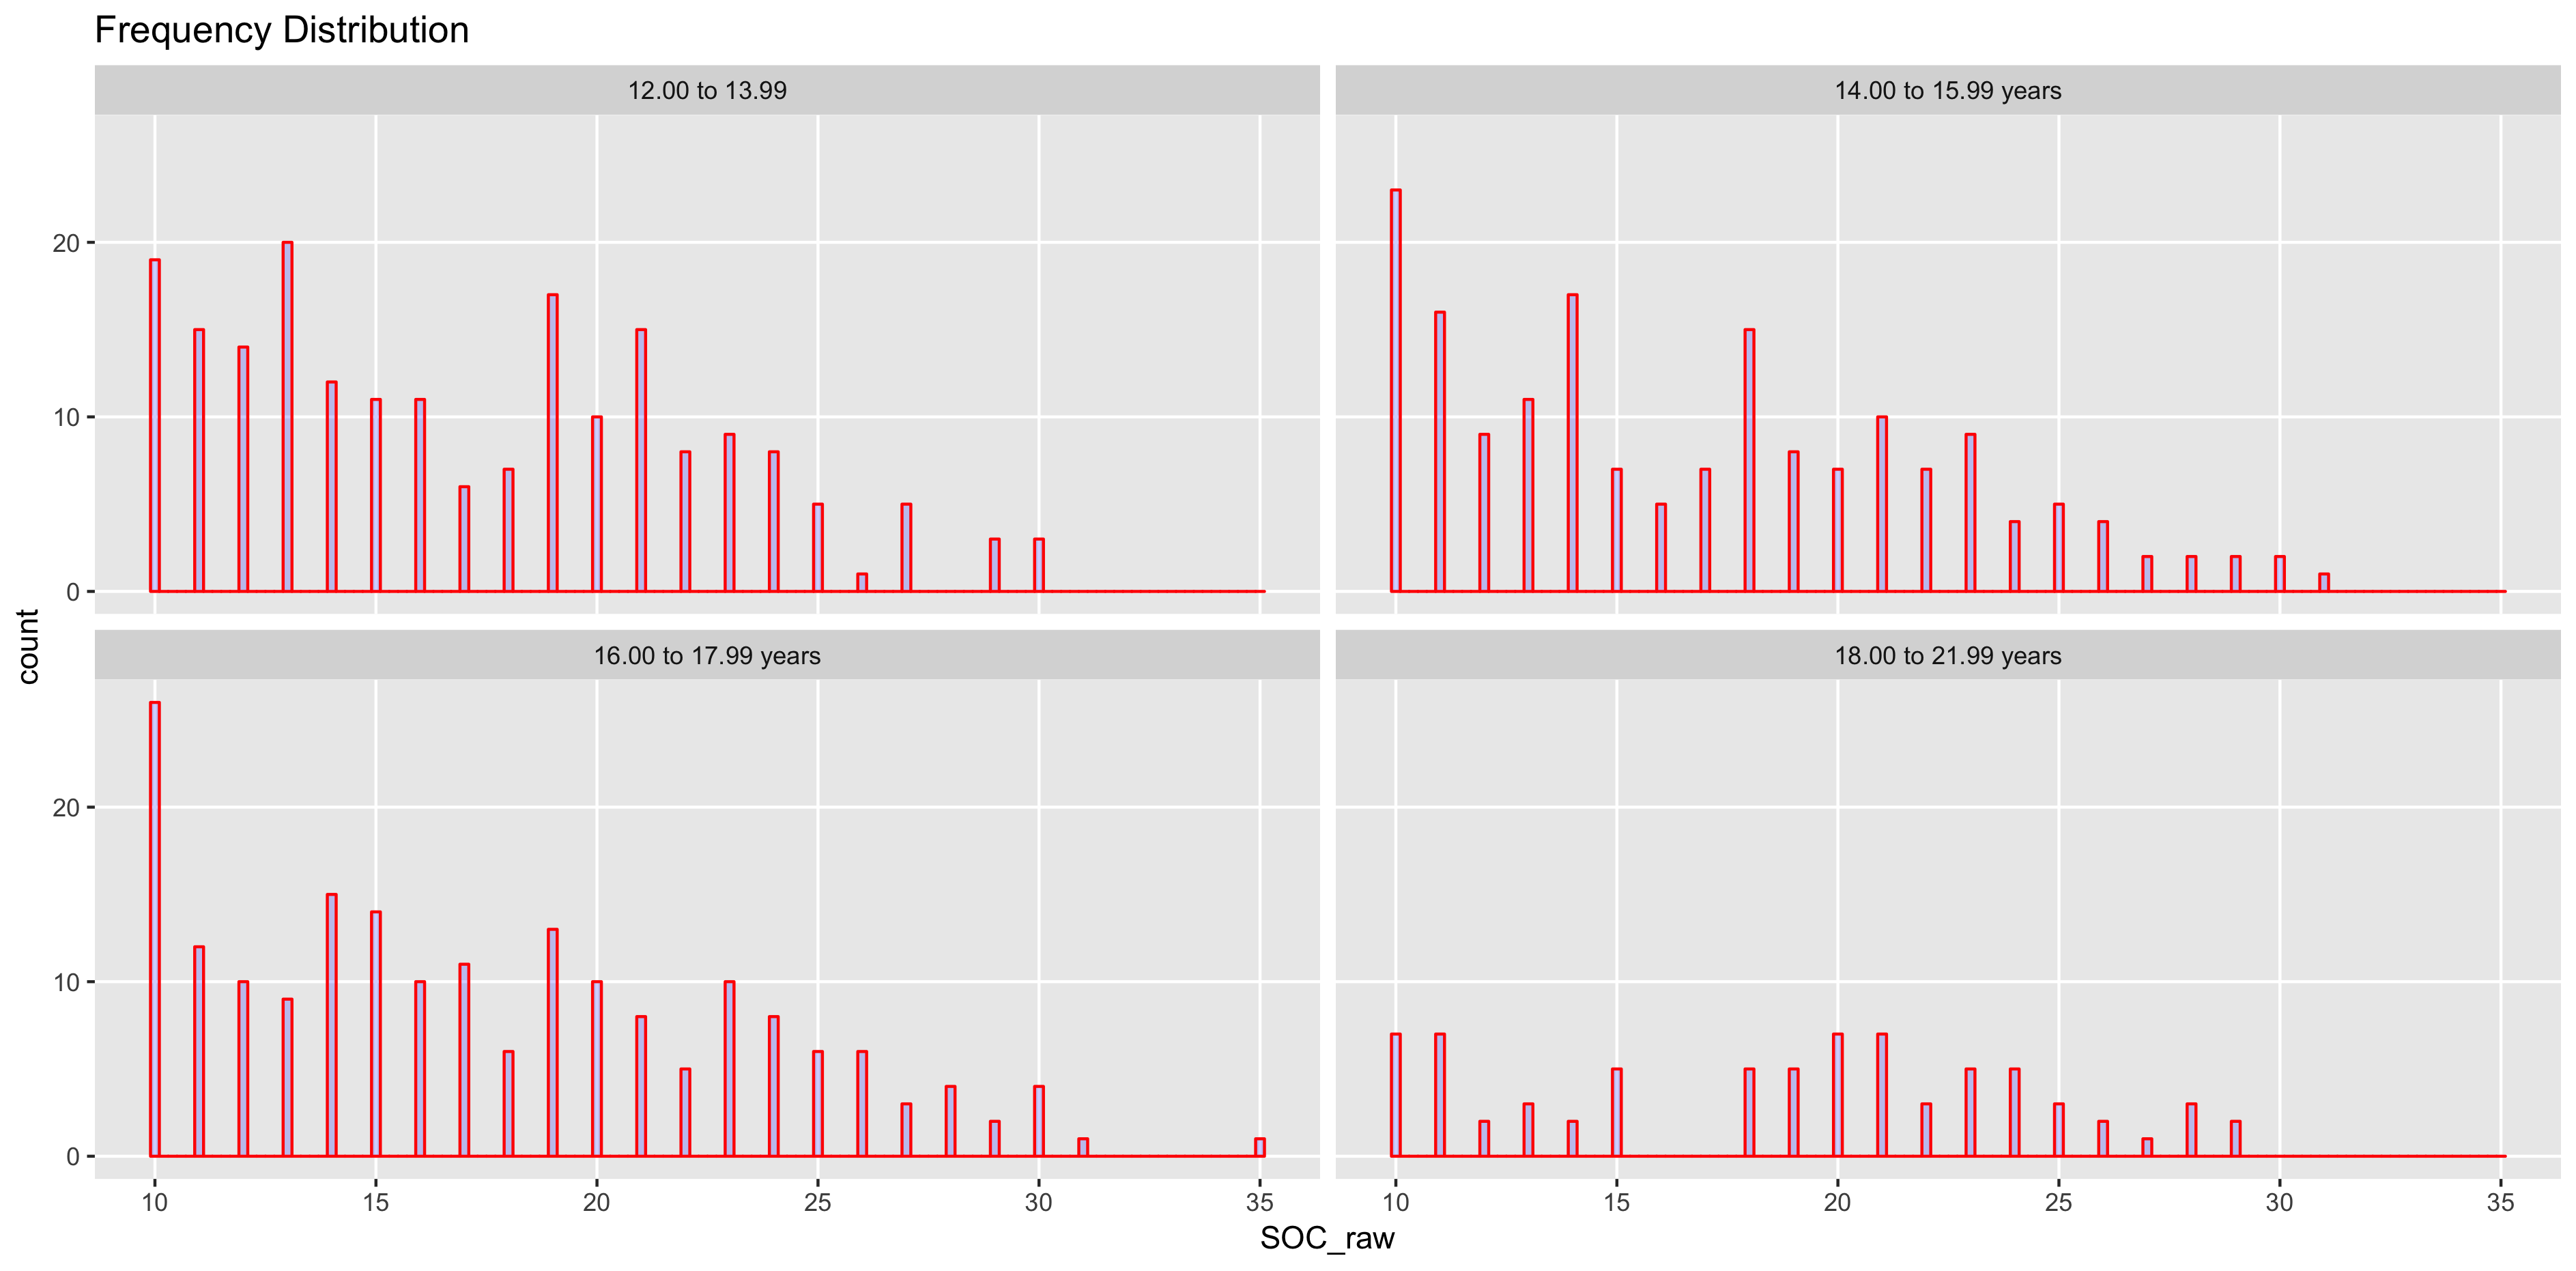 Frequency Distribution
12.00 to 13.99
14.00 to 15.99 years
20
10
0
16.00 to 17.99 years
18.00 to 21.99 years
count
20
10
0
10 15 20 25 30 35
10 15 20 25 30 35
SOC_raw